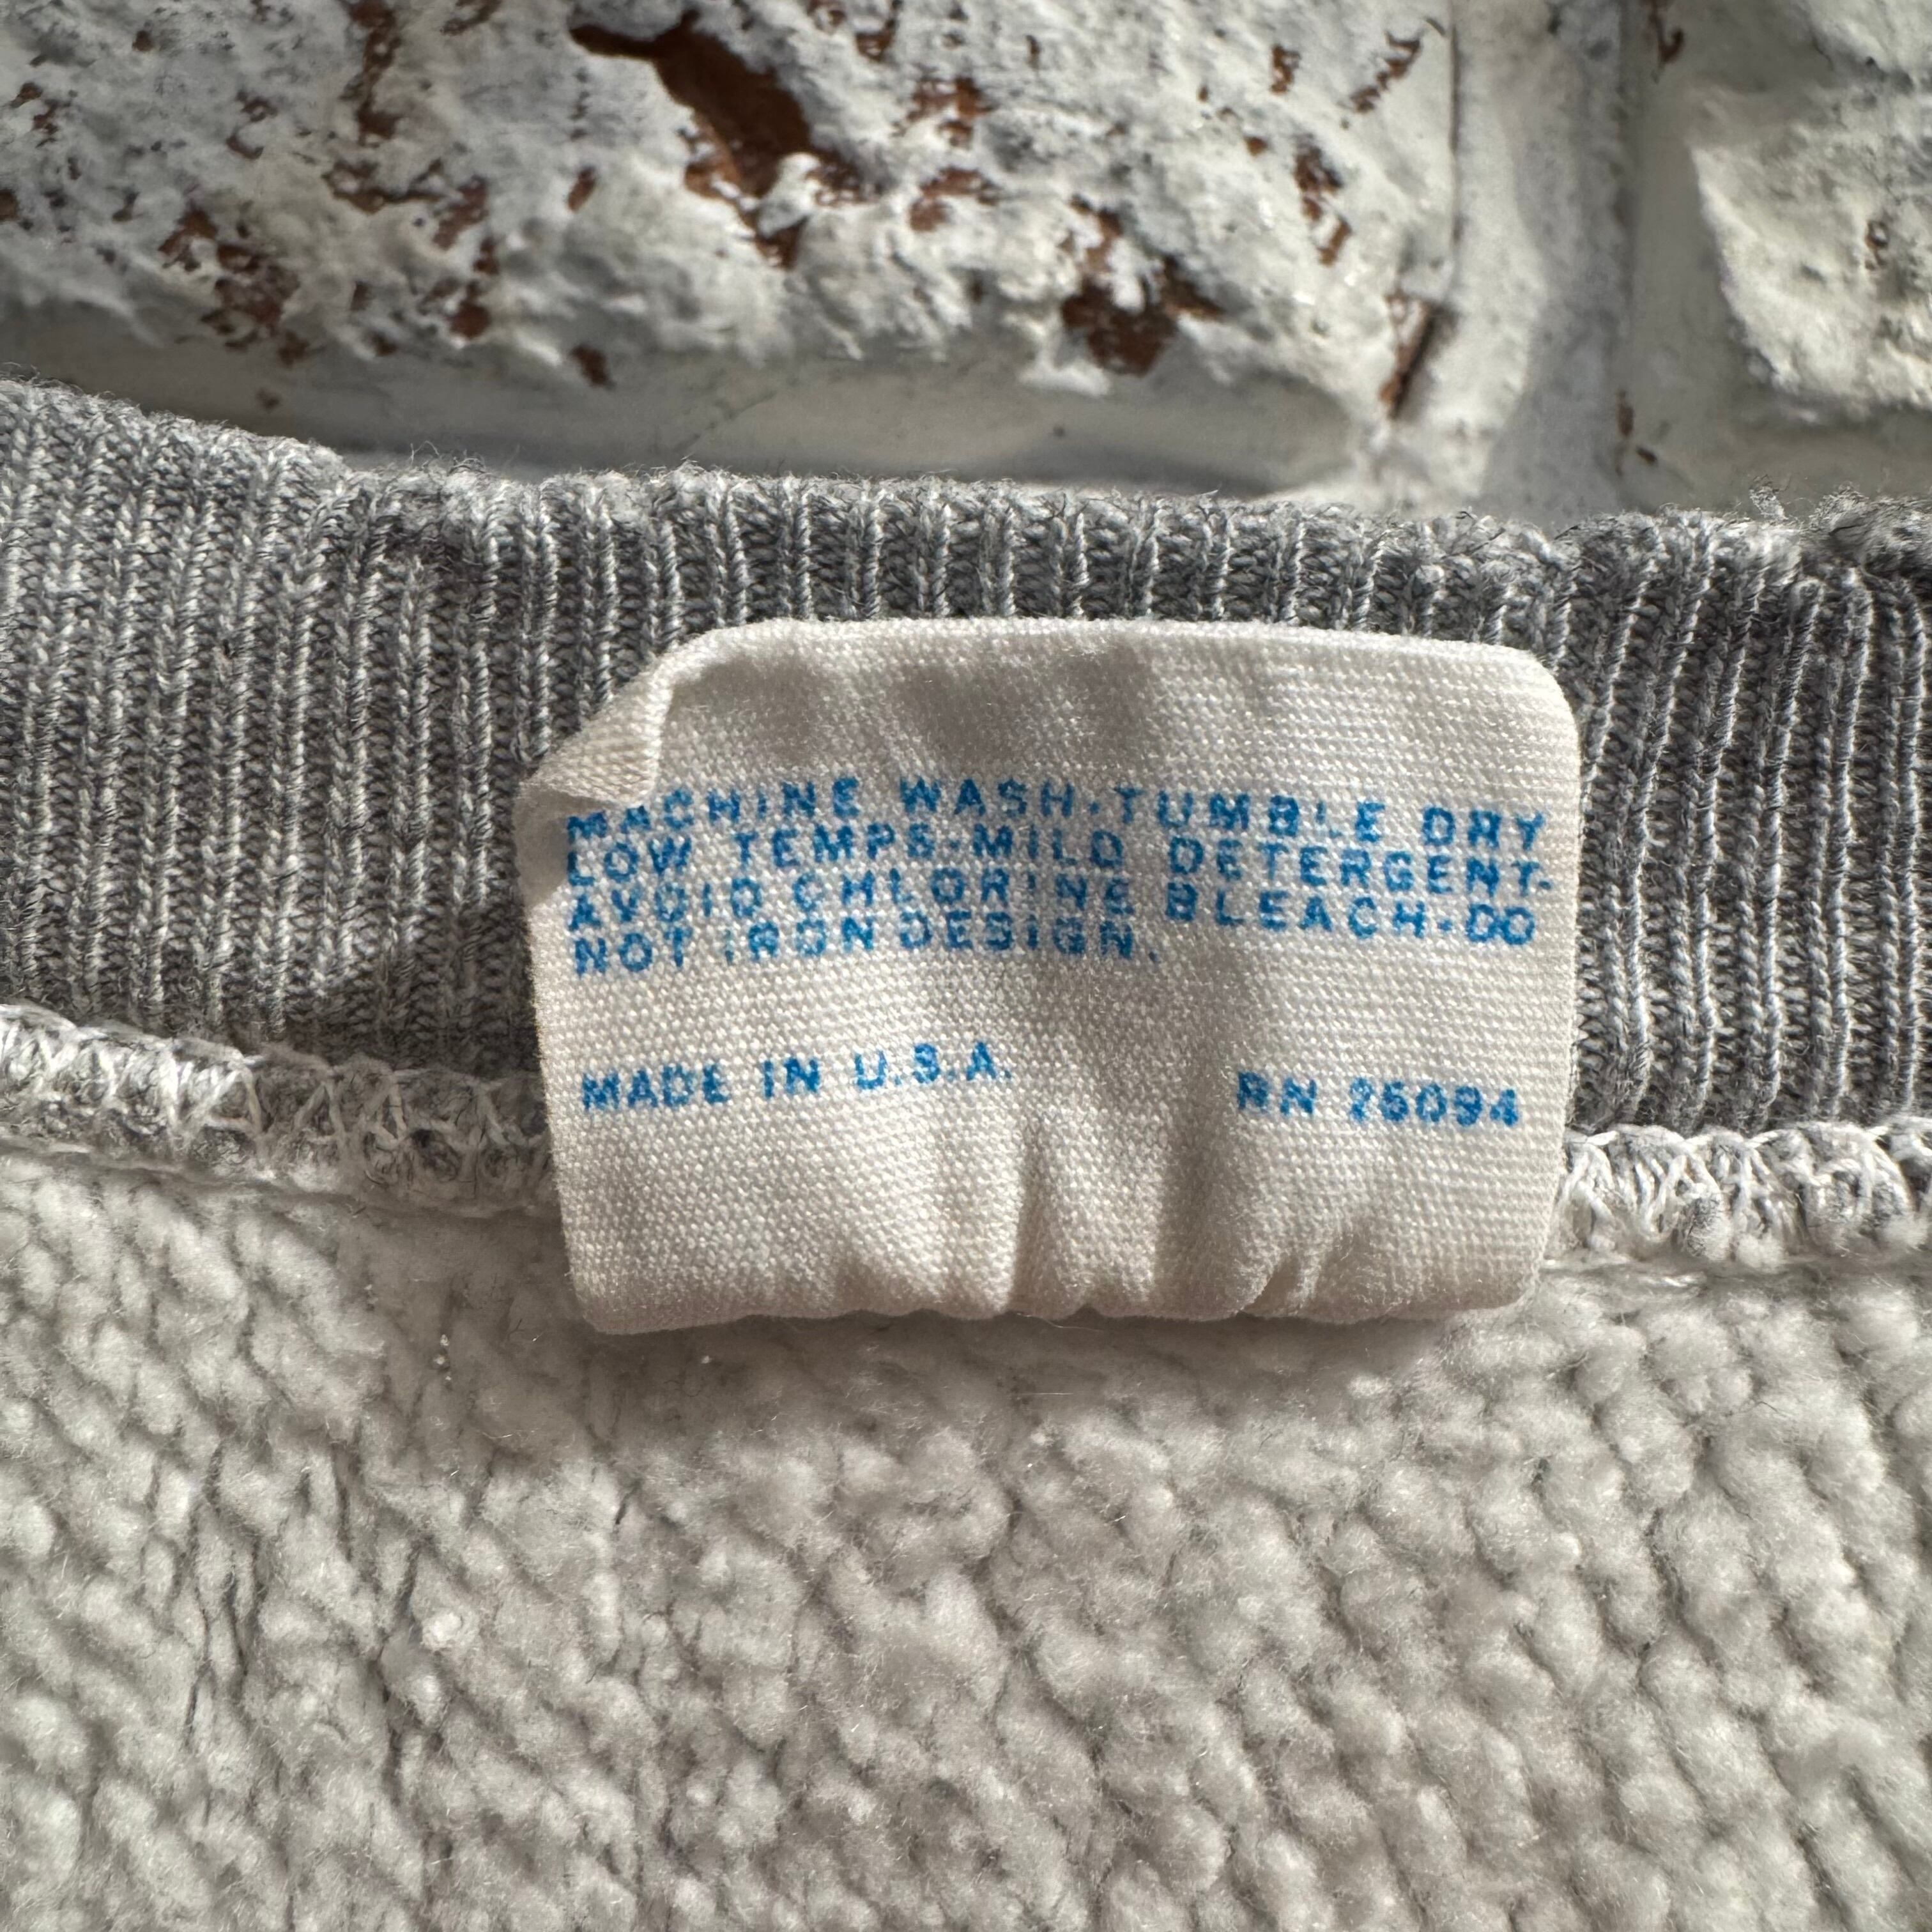 MACHINE WASH-TUMBLE DRY
LOW TEMPS-MILD DETERGENT-
AVOID CHLORINE BLEACH-DO
NOT IRON DESIGN.
MADE IN U.S.A. RN 26094